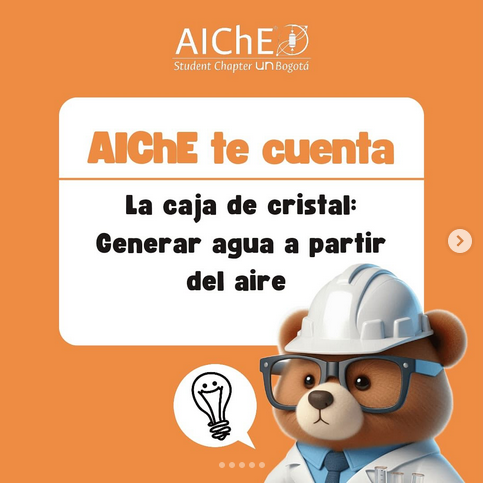 AIChE
Student Chapter UN Bogotá
AIChE te cuenta
La caja de cristal:
Generar agua a partir
del aire